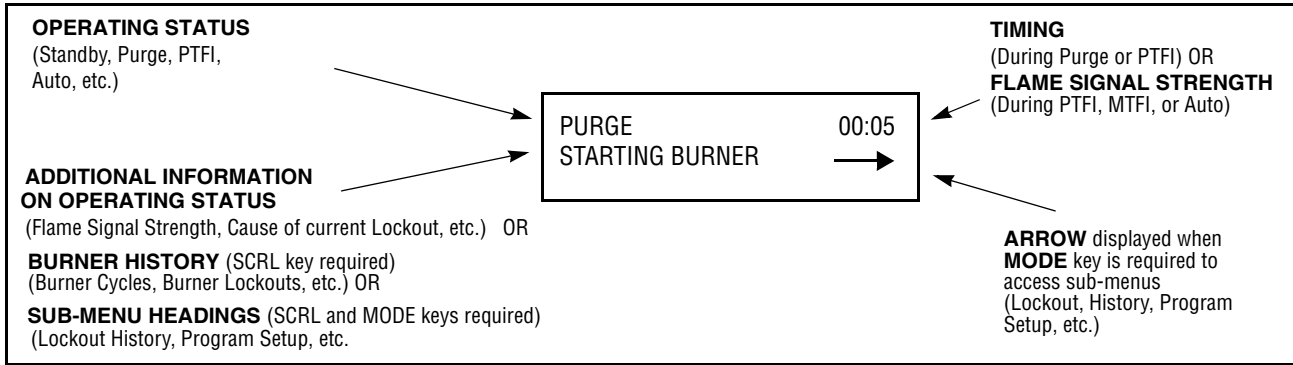 OPERATING STATUS
(Standby, Purge, PTFI,
Auto, etc.)
ADDITIONAL INFORMATION
ON OPERATING STATUS
(Flame Signal Strength, Cause of current Lockout, etc.) OR
BURNER HISTORY (SCRL key required)
(Burner Cycles, Burner Lockouts, etc.) OR
SUB-MENU HEADINGS (SCRL and MODE keys required)
(Lockout History, Program Setup, etc.
PURGE 00:05
STARTING BURNER
TIMING
(During Purge or PTFI) OR
FLAME SIGNAL STRENGTH
(During PTFI, MTFI, or Auto)
ARROW displayed when
MODE key is required to
access sub-menus
(Lockout, History, Program
Setup, etc.)